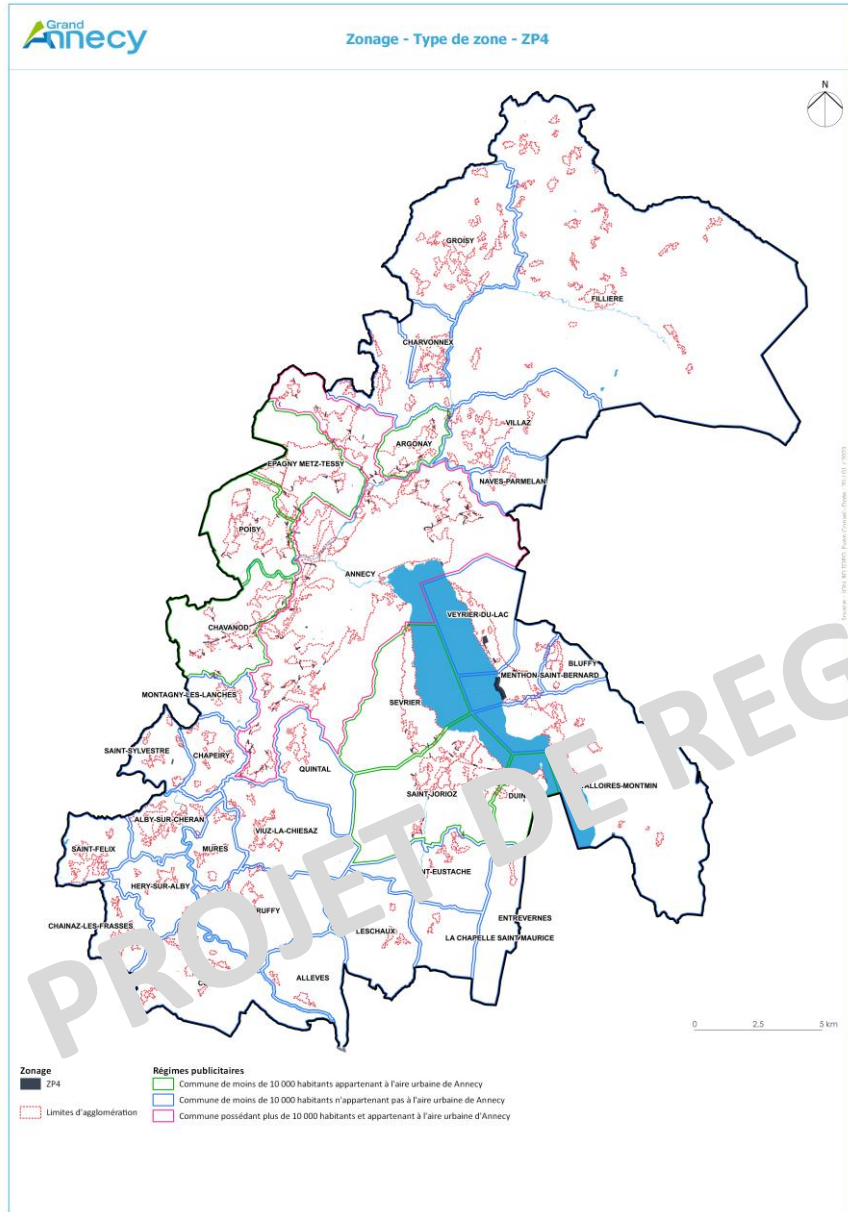 Grand
Annecy
Zonage - Type de zone - ZP4
N
GROISY
FILLIERE
CHARVONNEX
ARGONAY
VILLAZ
EPAGNY METZ-TESSY
NAVES-PARMELAN
POISY
ANNECY
VEYRIER-DU-LAC
CHAVANOD
BLUFFY
MENTHON-SAINT-BERNARD
MONTAGNY-LES-LANCHES
SEVRIER
SAINT-SYLVESTRE
CHAPEIRY
QUINTAL
SAINT-JORIOZ
DUIN
ALLOIRES-MONTMIN
ALBY-SUR-CHERAN
VIUZ-LA-CHIESAZ
SAINT-FELIX
MURES
NT-EUSTACHE
HERY-SUR-ALBY
RUFFY
ENTREVERNES
CHAINAZ-LES-FRASSES
LESCHAUX
LA CHAPELLE SAINT-MAURICE
ALLEVES
PROJET DE REG
0 2.5 5 km
Zonage
ZP4
Limites d'agglomération
Régimes publicitaires
Commune de moins de 10 000 habitants appartenant à l'aire urbaine de Annecy
Commune de moins de 10 000 habitants n'appartenant pas à l'aire urbaine de Annecy
Commune possédant plus de 10 000 habitants et appartenant à l'aire urbaine d'Annecy